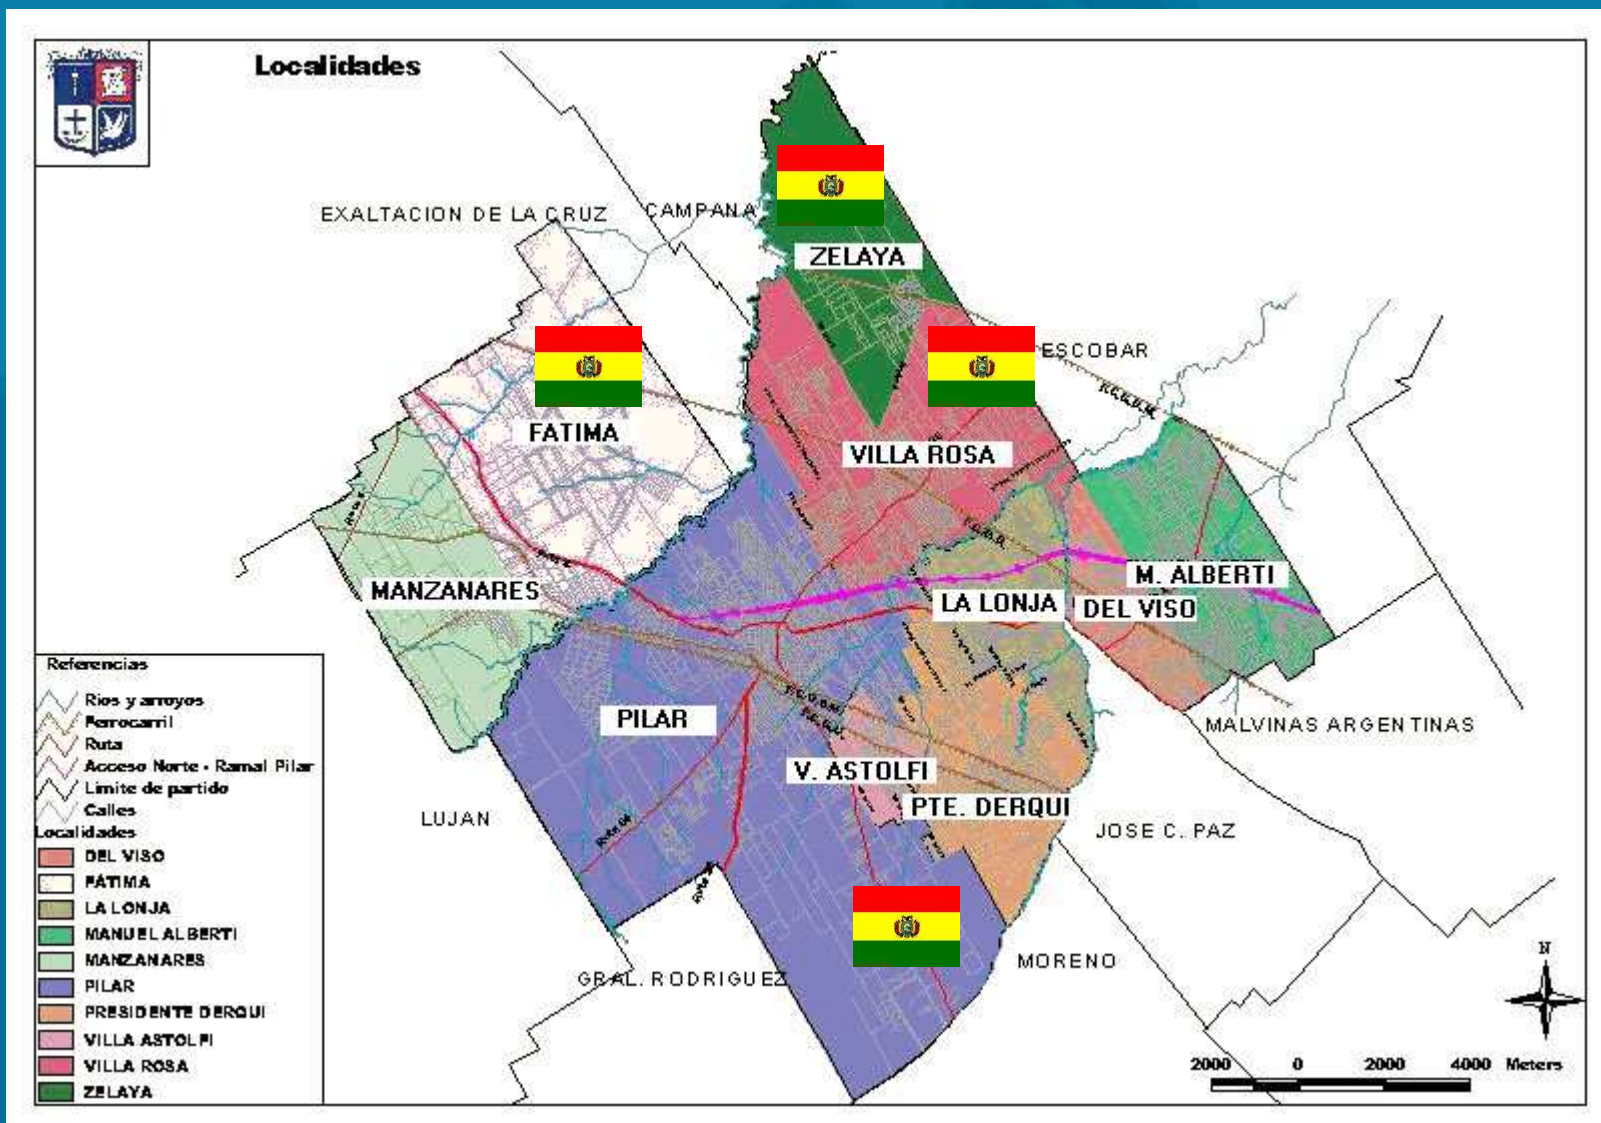 Localidades
EXALTACION DE LA CRUZ
CAMPANA
ZELAYA
ESCOBAR
F.C.G.B.M.
FATIMA
VILLA ROSA
MANZANARES
M. ALBERTI
LA LONJA
DEL VISO
PILAR
MALVINAS ARGENTINAS
V. ASTOLFI
PTE. DERQUI
LUJAN
JOSE C. PAZ
MORENO
GRAL. RODRIGUEZ
Referencias
Rios y arroyos
Ferrocarril
Ruta
Acceso Norte - Ramal Pilar
Limite de partido
Calles
Localidades
DEL VISO
FATIMA
LA LONJA
MANUEL ALBERTI
MANZANARES
PILAR
PRESIDENTE DERQUI
VILLA ASTOLFI
VILLA ROSA
ZELAYA
N
2000 0 2000 4000 Meters